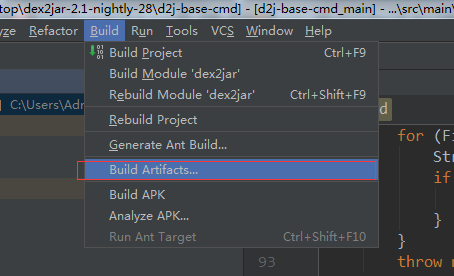 top\dex2jar-2.1-nightly-28\d2j-base-cmd] - [d2j-base-cmd_main] - ...\src\main\
yze Refactor Build Run Tools VCS Window Help
Build Project Ctrl+F9
C:\Users\Adr
Build Module 'dex2jar'
Rebuild Module 'dex2jar' Ctrl+Shift+F9
d
Rebuild Project
for (Fi
Generate Ant Build...
Str
Build Artifacts...
if
Build APK
Analyze APK...
}
Run Ant Target Ctrl+Shift+F10
}
93 throw n